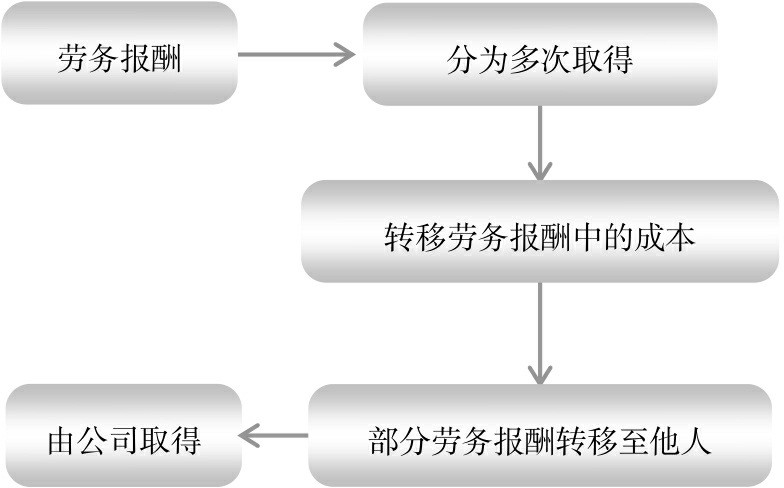 劳务报酬
分为多次取得
转移劳务报酬中的成本
部分劳务报酬转移至他人
由公司取得